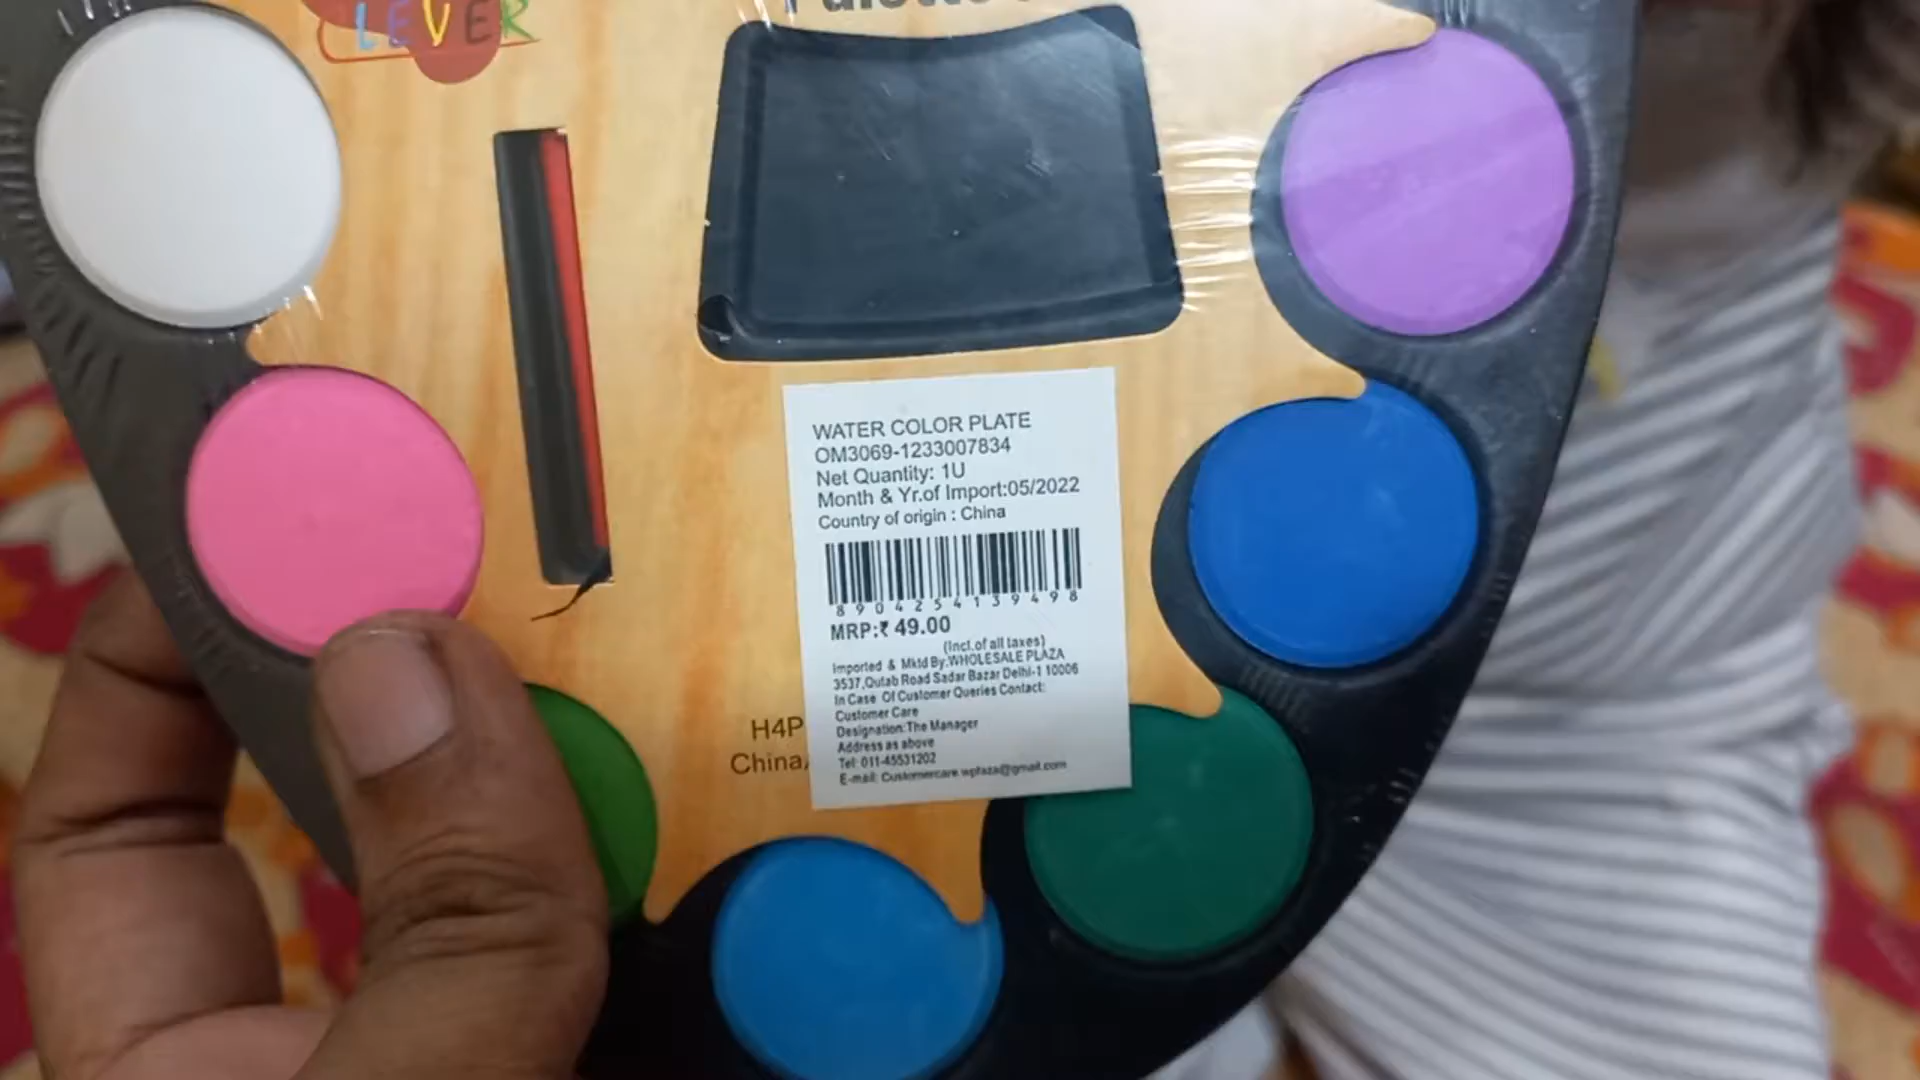 LEVER
Palette
WATER COLOR PLATE
OM3069-1233007834
Net Quantity: 1U
Month & Yr.of Import:05/2022
Country of origin : China
8904254139498
MRP:₹ 49.00
(Incl.of all taxes)
Imported & Mktd By:WHOLESALE PLAZA
3537,Qutab Road Sadar Bazar Delhi-1 10006
In Case Of Customer Queries Contact:
Customer Care
Designation:The Manager
Address as above
Tel: 011-45531202
E-mail: Customercare.wplaza@gmail.com
H4P
China,